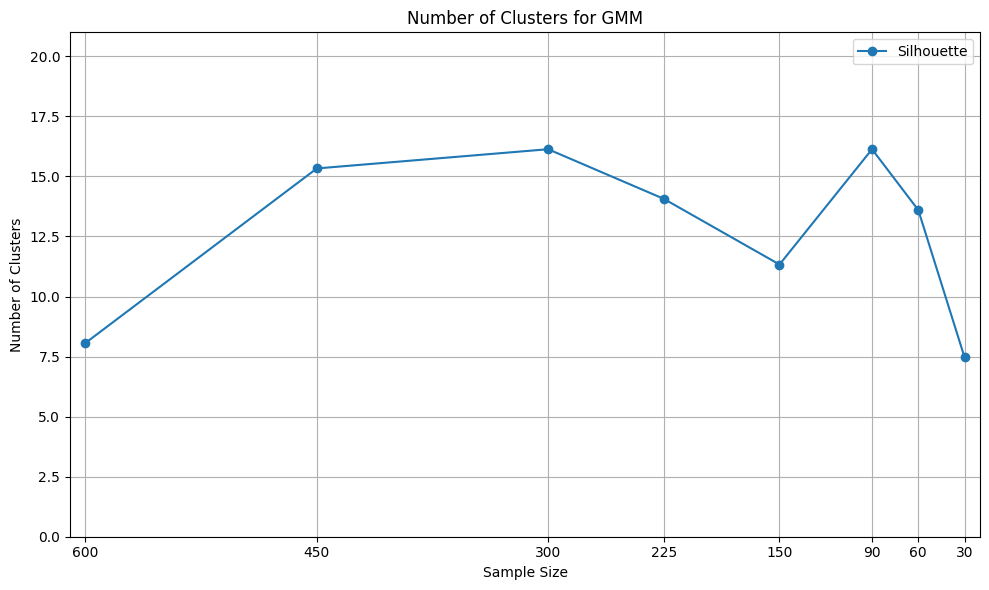 Number of Clusters for GMM
Silhouette
20.0
17.5
15.0
12.5
10.0
7.5
5.0
2.5
0.0
Number of Clusters
600 450 300 225 150 90 60 30
Sample Size